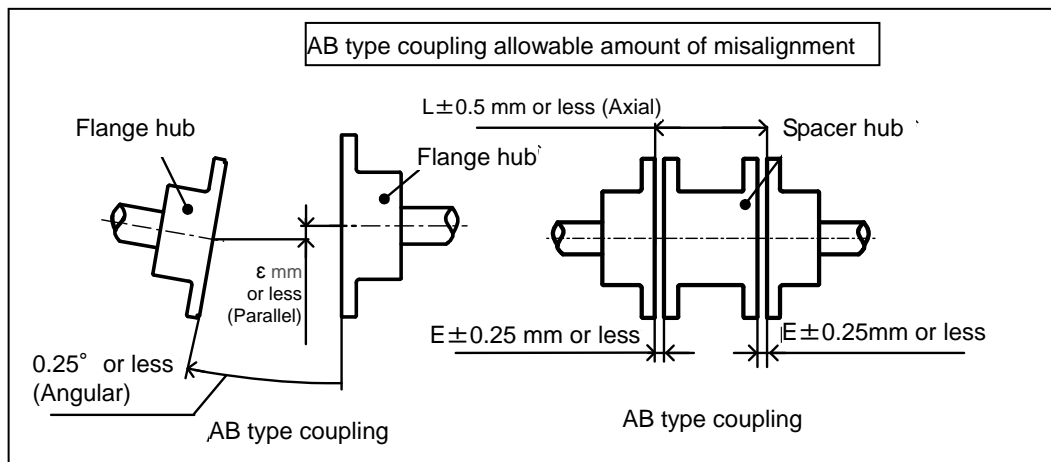 AB type coupling allowable amount of misalignment
L±0.5 mm or less (Axial)
Flange hub
Flange hub
Spacer hub
ε mm
or less
(Parallel)
E±0.25 mm or less
E±0.25mm or less
0.25° or less
(Angular)
AB type coupling
AB type coupling